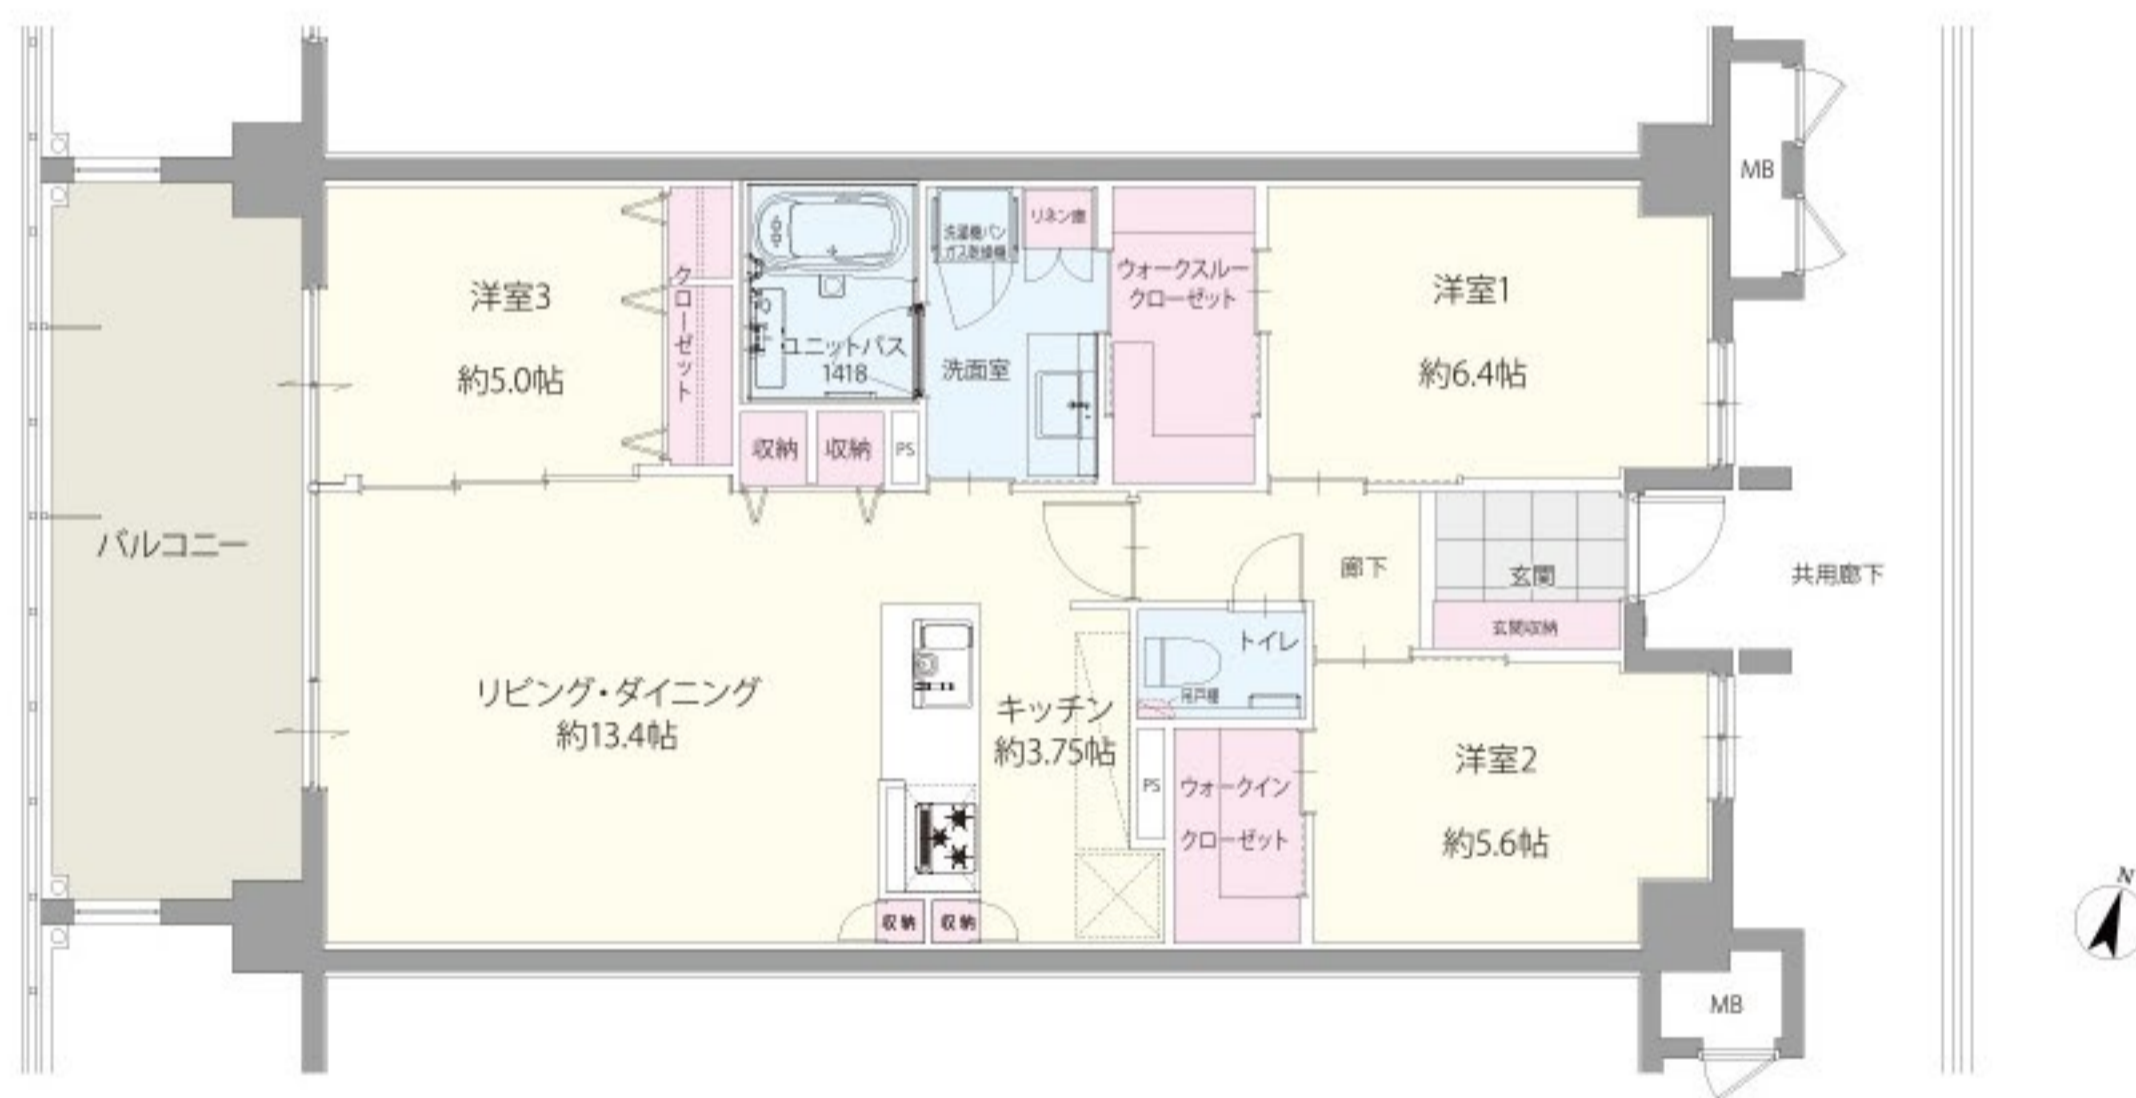 MB
洗濯機パン
ガス乾燥機
リネン庫
クローゼット
ウォークスルー
クローゼット
洋室3
約5.0帖
ユニットバス
1418
洗面室
洋室1
約6.4帖
収納
収納
PS
バルコニー
廊下
玄関
共用廊下
玄関収納
トイレ
吊戸棚
リビング・ダイニング
約13.4帖
キッチン
約3.75帖
PS
ウォークイン
クローゼット
洋室2
約5.6帖
収納
収納
N
MB